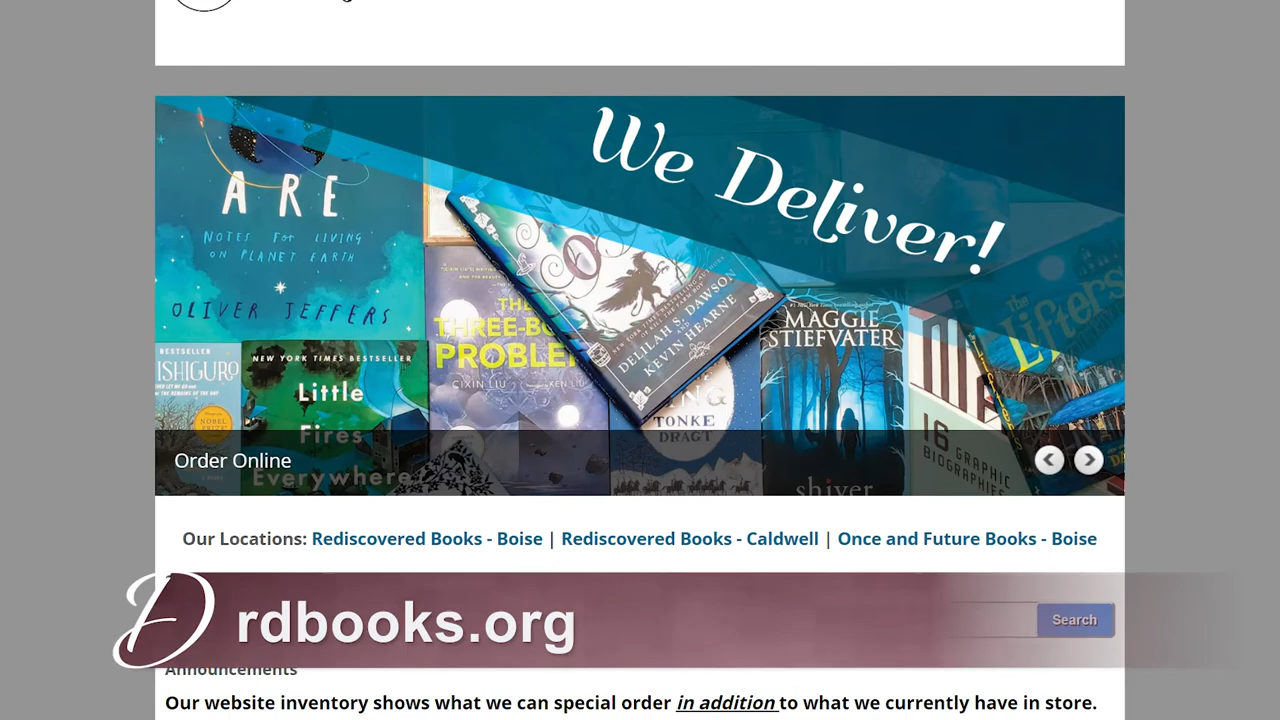 We Deliver!
ARE
NOTES FOR LIVING
ON PLANET EARTH
OLIVER JEFFERS
THE
THREE-BO
PROBLEM
CIXIN LIU
KEN LIU
DELILAH S. DAWSON
KEVIN HEARNE
MAGGIE
STIEFVATER
The
Lifters
BESTSELLER
ISHIGURO
NEW YORK TIMES BESTSELLER
Little
Fires
Everywhere
TONKE
DRAGT
shiver
16 GRAPHIC
BIOGRAPHIES
Order Online
Our Locations: Rediscovered Books - Boise | Rediscovered Books - Caldwell | Once and Future Books - Boise
D rdbooks.org
Search
Announcements
Our website inventory shows what we can special order in addition to what we currently have in store.